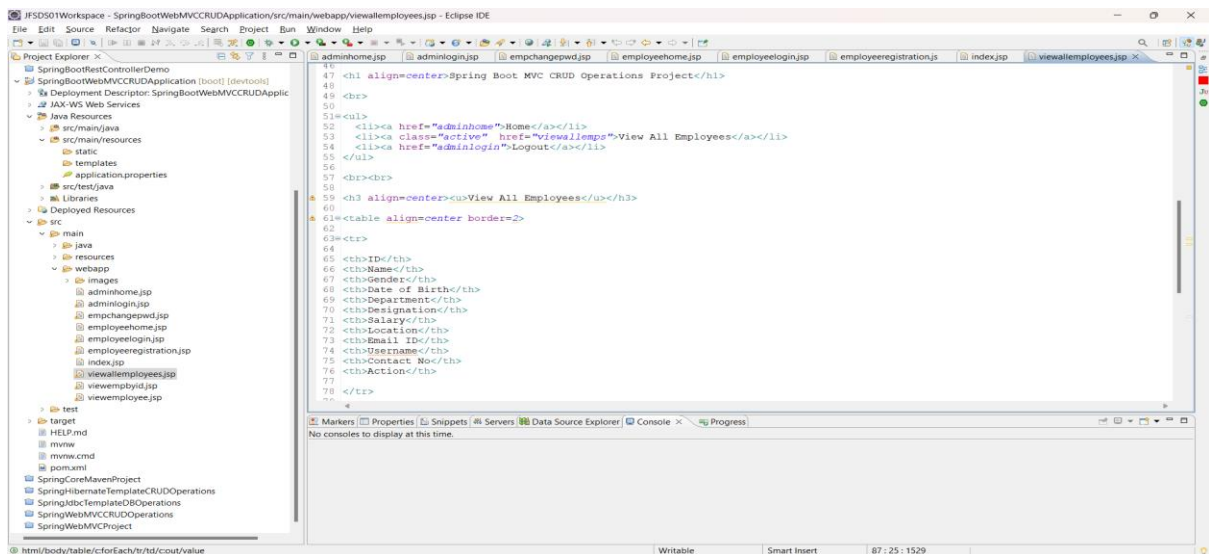 JFSDS01Workspace - SpringBootWebMVCCRUDApplication/src/main/webapp/viewallemployees.jsp - Eclipse IDE
File Edit Source Refactor Navigate Search Project Run Window Help
Project Explorer
adminhome.jsp adminlogin.jsp empchangepwd.jsp employeehome.jsp employeelogin.jsp employeeregistration.js index.jsp viewallemployees.jsp
SpringBootRestControllerDemo
SpringBootWebMVCCRUDApplication [boot] [devtools]
Deployment Descriptor: SpringBootWebMVCCRUDApplic
JAX-WS Web Services
Java Resources
src/main/java
src/main/resources
static
templates
application.properties
src/test/java
Libraries
Deployed Resources
src
main
java
resources
webapp
images
adminhome.jsp
adminlogin.jsp
empchangepwd.jsp
employeehome.jsp
employeelogin.jsp
employeeregistration.jsp
index.jsp
viewallemployees.jsp
viewempbyid.jsp
viewemployee.jsp
test
target
HELP.md
mvnw
mvnw.cmd
pom.xml
SpringCoreMavenProject
SpringHibernateTemplateCRUDOperations
SpringJdbcTemplateDBOperations
SpringWebMVCCRUDOperations
SpringWebMVCProject
46
47 <h1 align=center>Spring Boot MVC CRUD Operations Project</h1>
48
49 <br>
50
51 <ul>
52 <li><a href="adminhome">Home</a></li>
53 <li><a class="active" href="viewallemps">View All Employees</a></li>
54 <li><a href="adminlogin">Logout</a></li>
55 </ul>
56
57 <br><br>
58
59 <h3 align=center><u>View All Employees</u></h3>
60
61 <table align=center border=2>
62
63 <tr>
64
65 <th>ID</th>
66 <th>Name</th>
67 <th>Gender</th>
68 <th>Date of Birth</th>
69 <th>Department</th>
70 <th>Designation</th>
71 <th>Salary</th>
72 <th>Location</th>
73 <th>Email ID</th>
74 <th>Username</th>
75 <th>Contact No</th>
76 <th>Action</th>
77
78 </tr>
Markers Properties Snippets Servers Data Source Explorer Console Progress
No consoles to display at this time.
html/body/table/c:forEach/tr/td/c:out/value
Writable Smart Insert 87 : 25 : 1529